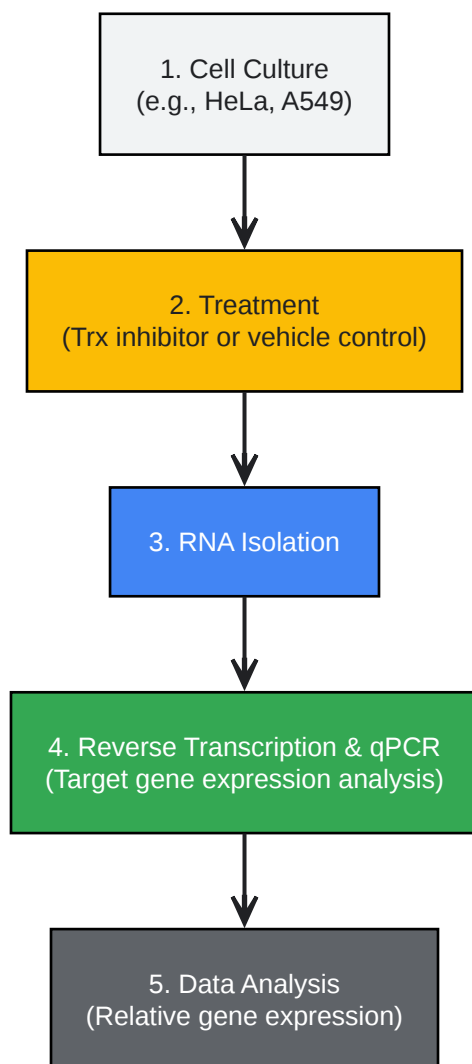 1. Cell Culture
(e.g., HeLa, A549)
2. Treatment
(Trx inhibitor or vehicle control)
3. RNA Isolation
4. Reverse Transcription & qPCR
(Target gene expression analysis)
5. Data Analysis
(Relative gene expression)